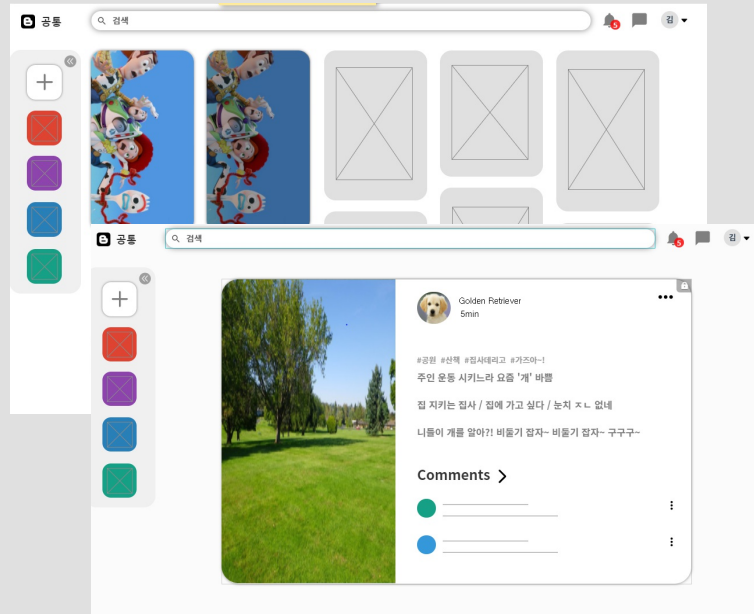 공통
검색
5
김
공통
검색
5
김
Golden Retriever
5min
#공원 #산책 #집사데리고 #가즈아~!
주인 운동 시키느라 요즘 '개' 바쁨
집 지키는 집사 / 집에 가고 싶다 / 눈치 ㅈㄴ 없네
니들이 개를 알아?! 비둘기 잡자~ 비둘기 잡자~ 구구구~
Comments